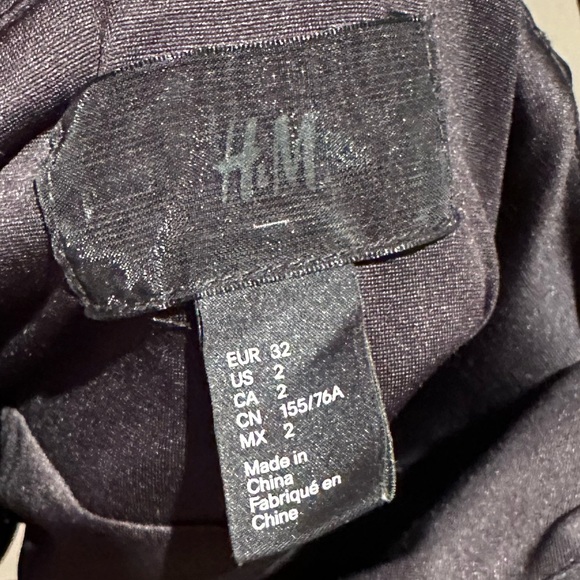 H&M
EUR 32
US 2
CA 2
CN 155/76A
MX 2
Made in
China
Fabriqué en
Chine